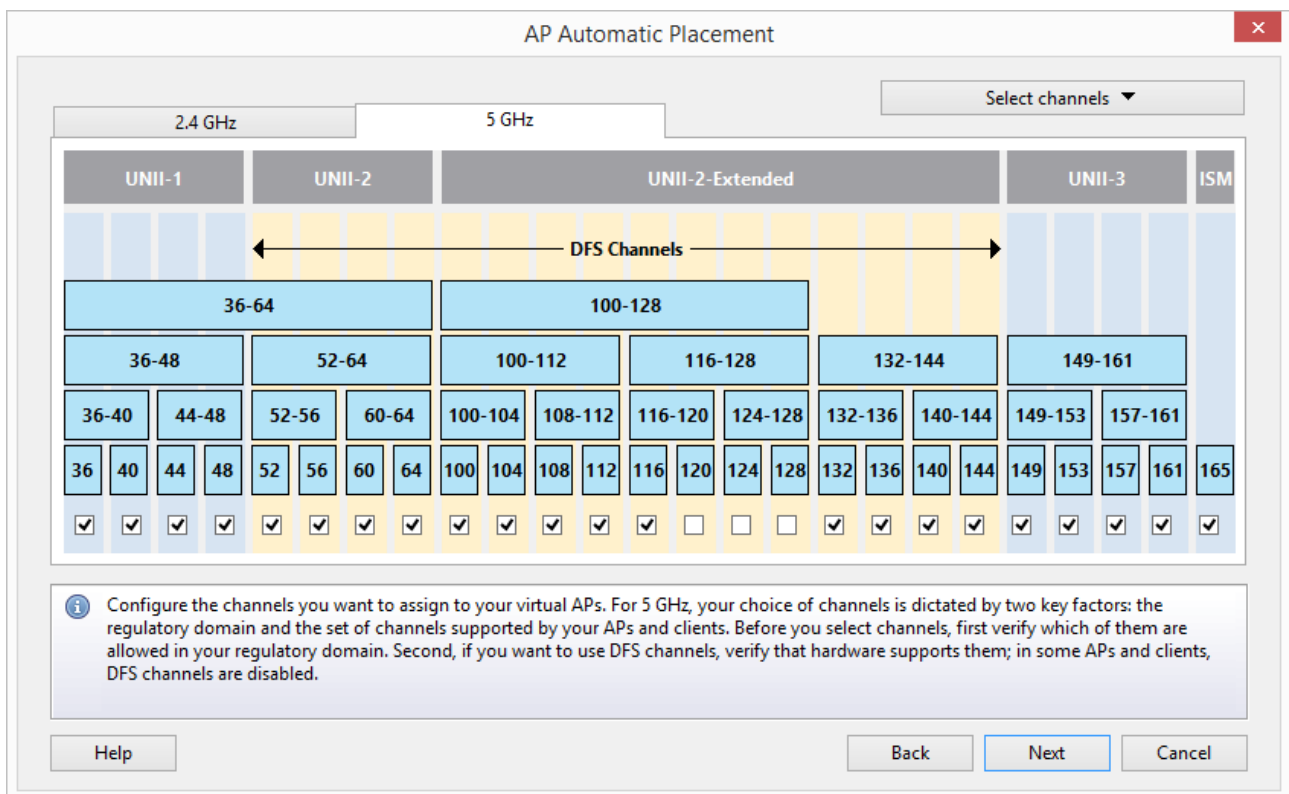 AP Automatic Placement
Select channels
2.4 GHz 5 GHz
UNII-1 UNII-2 UNII-2-Extended UNII-3 ISM
DFS Channels
36-64 100-128
36-48 52-64 100-112 116-128 132-144 149-161
36-40 44-48 52-56 60-64 100-104 108-112 116-120 124-128 132-136 140-144 149-153 157-161
36 40 44 48 52 56 60 64 100 104 108 112 116 120 124 128 132 136 140 144 149 153 157 161 165
Configure the channels you want to assign to your virtual APs. For 5 GHz, your choice of channels is dictated by two key factors: the
regulatory domain and the set of channels supported by your APs and clients. Before you select channels, first verify which of them are
allowed in your regulatory domain. Second, if you want to use DFS channels, verify that hardware supports them; in some APs and clients,
DFS channels are disabled.
Help Back Next Cancel